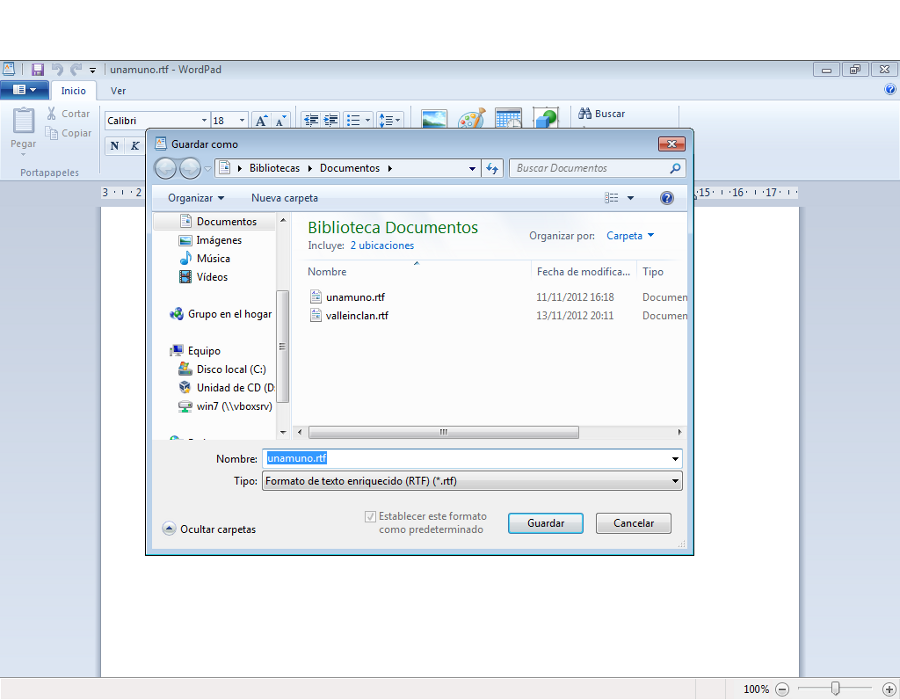 unamuno.rtf - WordPad
Inicio Ver
Cortar
Copiar
Pegar
Portapapeles
Calibri 18
N K
Buscar
3 2 15 16 17
Guardar como
Bibliotecas Documentos
Buscar Documentos
Organizar Nueva carpeta
Documentos
Imágenes
Música
Vídeos
Grupo en el hogar
Equipo
Disco local (C:)
Unidad de CD (D:
win7 (\\vboxsrv)
Biblioteca Documentos
Incluye: 2 ubicaciones
Organizar por: Carpeta
Nombre Fecha de modifica... Tipo
unamuno.rtf 11/11/2012 16:18 Documen
valleinclan.rtf 13/11/2012 20:11 Documen
Nombre: unamuno.rtf
Tipo: Formato de texto enriquecido (RTF) (*.rtf)
Establecer este formato
como predeterminado
Ocultar carpetas
Guardar Cancelar
100%